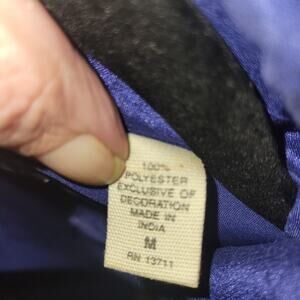 100%
POLYESTER
EXCLUSIVE OF
DECORATION
MADE IN
INDIA
M
RN 13711